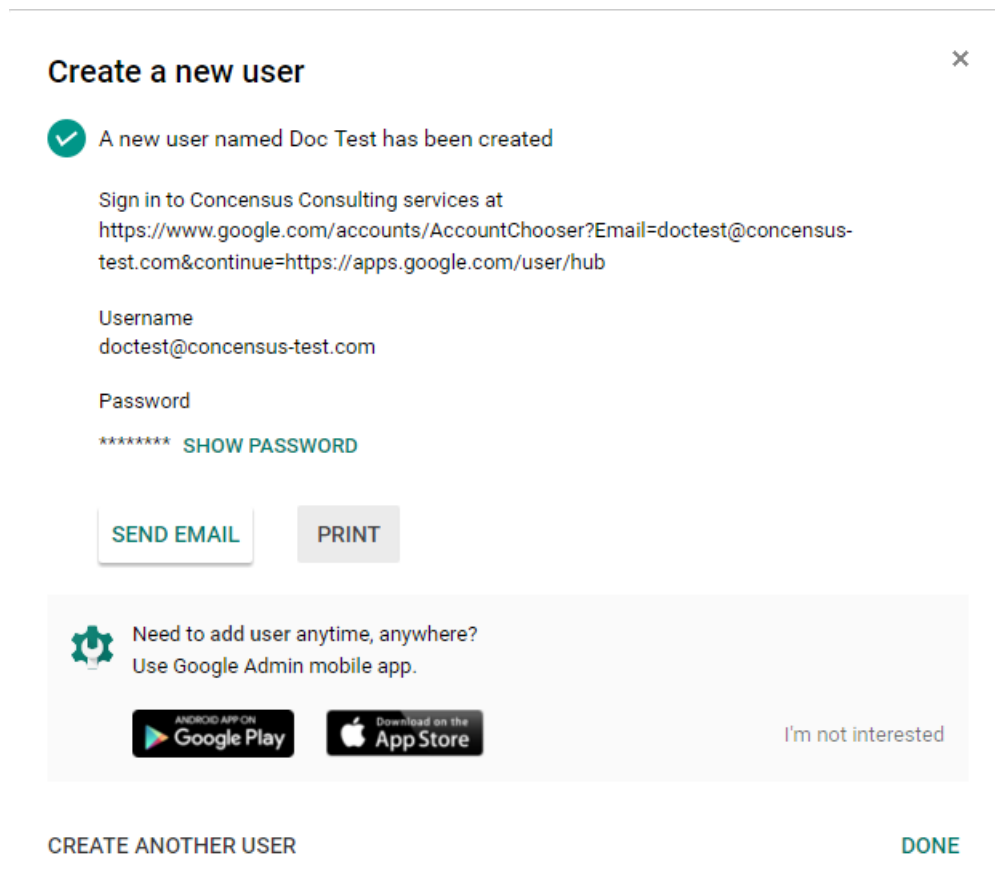 Create a new user
A new user named Doc Test has been created
Sign in to Concensus Consulting services at
https://www.google.com/accounts/AccountChooser?Email=doctest@concensus-
test.com&continue=https://apps.google.com/user/hub
Username
doctest@concensus-test.com
Password
******** SHOW PASSWORD
SEND EMAIL PRINT
Need to add user anytime, anywhere?
Use Google Admin mobile app.
ANDROID APP ON
Google Play
Download on the
App Store
I'm not interested
CREATE ANOTHER USER DONE